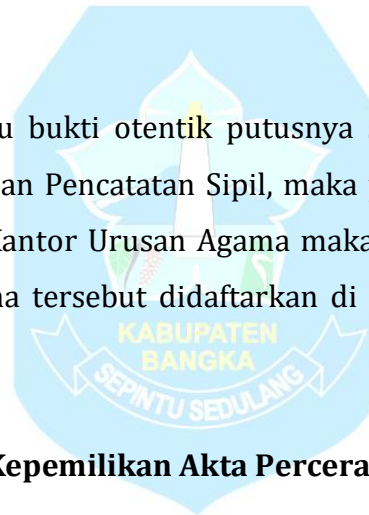 u bukti otentik putusnya
an Pencatatan Sipil, maka
Kantor Urusan Agama maka
na tersebut didaftarkan di
KABUPATEN
BANGKA
SEPINTU SEDULANG
Kepemilikan Akta Percera